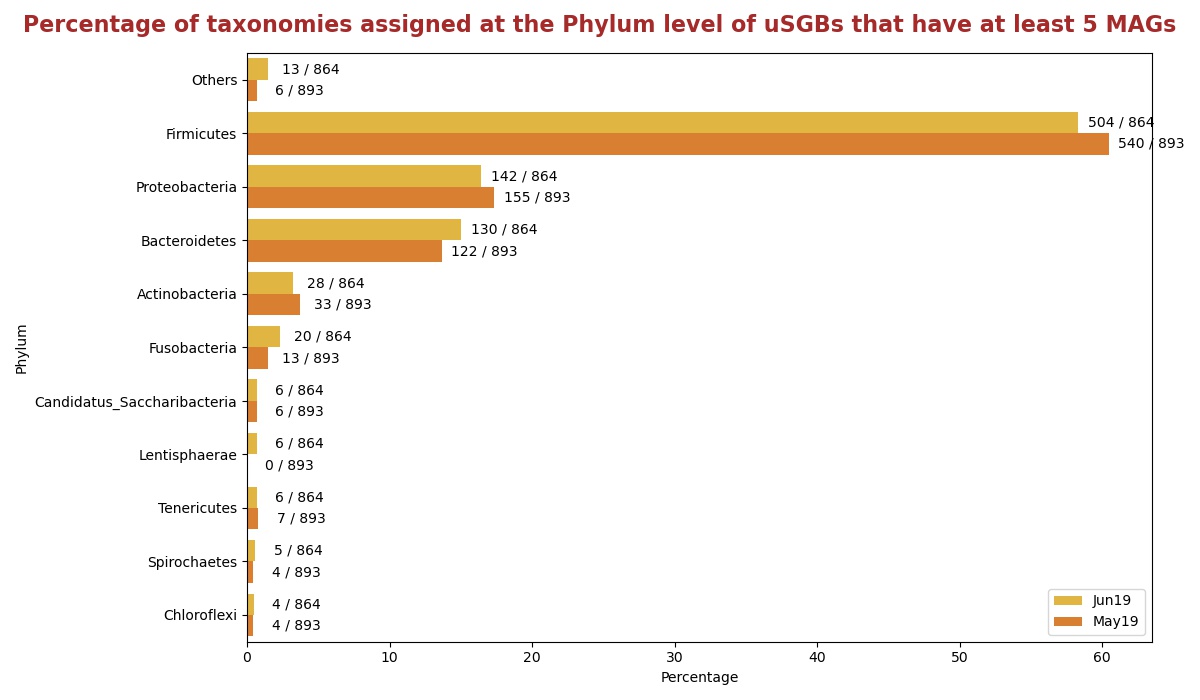 Percentage of taxonomies assigned at the Phylum level of uSGBs that have at least 5 MAGs
Phylum
Others
13 / 864
6 / 893
Firmicutes
504 / 864
540 / 893
Proteobacteria
142 / 864
155 / 893
Bacteroidetes
130 / 864
122 / 893
Actinobacteria
28 / 864
33 / 893
Fusobacteria
20 / 864
13 / 893
Candidatus_Saccharibacteria
6 / 864
6 / 893
Lentisphaerae
6 / 864
0 / 893
Tenericutes
6 / 864
7 / 893
Spirochaetes
5 / 864
4 / 893
Chloroflexi
4 / 864
4 / 893
Jun19
May19
0 10 20 30 40 50 60
Percentage